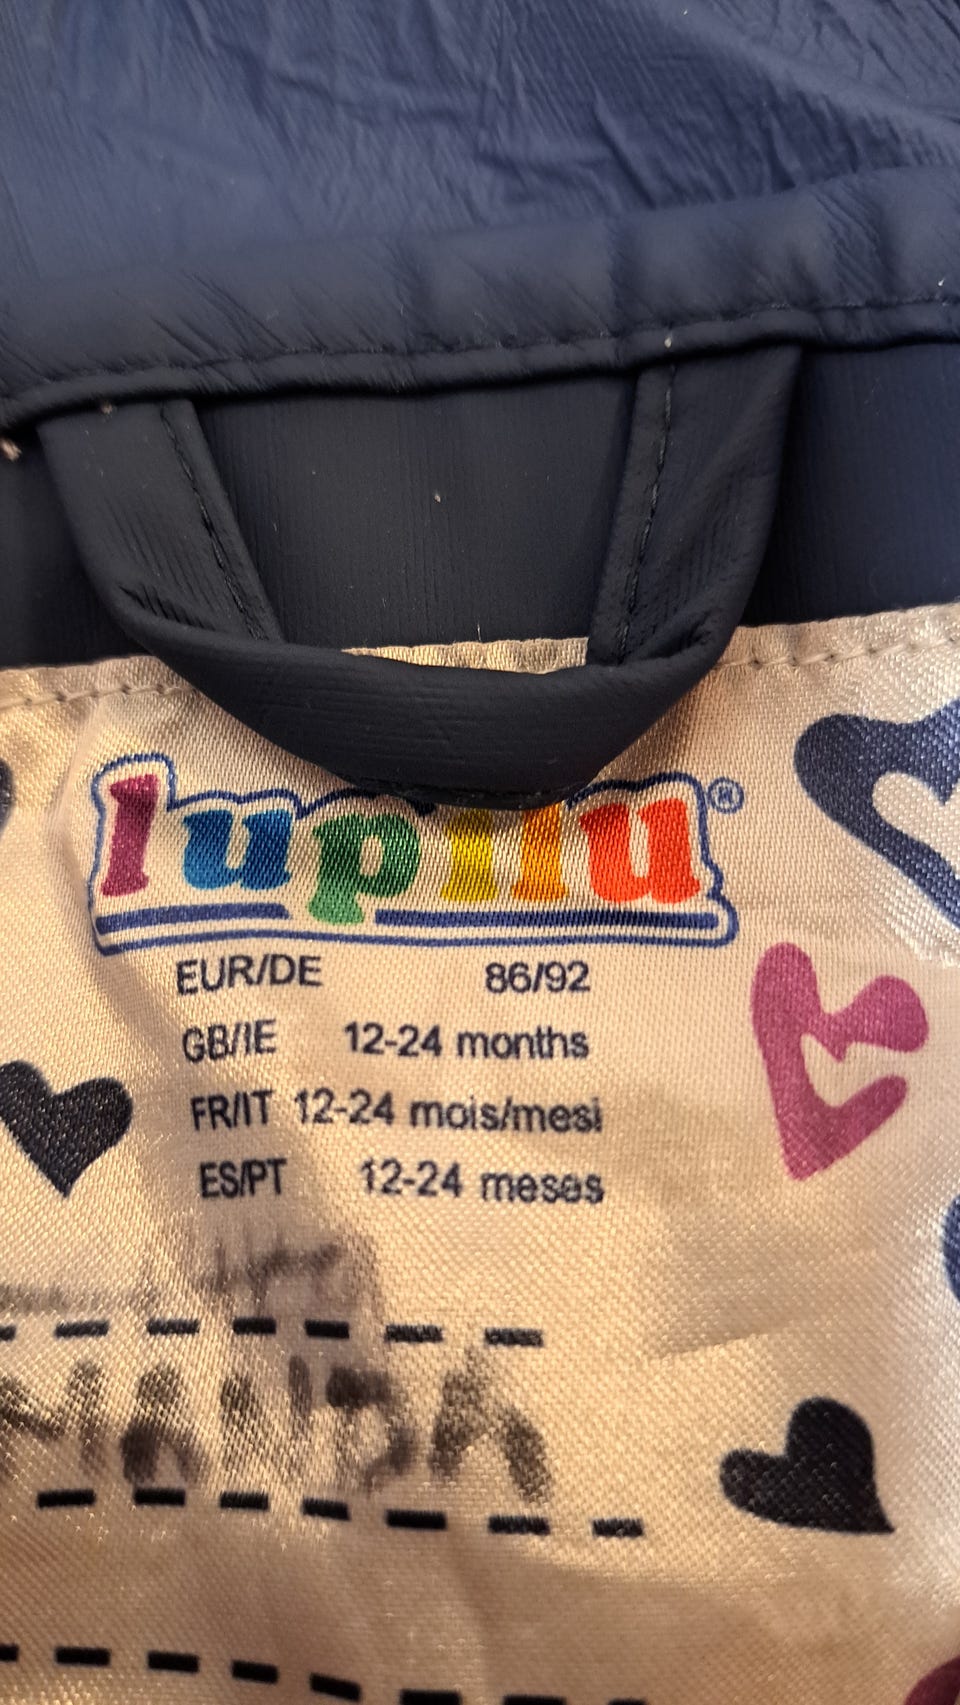 lupilu®
EUR/DE 86/92
GB/IE 12-24 months
FR/IT 12-24 mois/mesi
ES/PT 12-24 meses